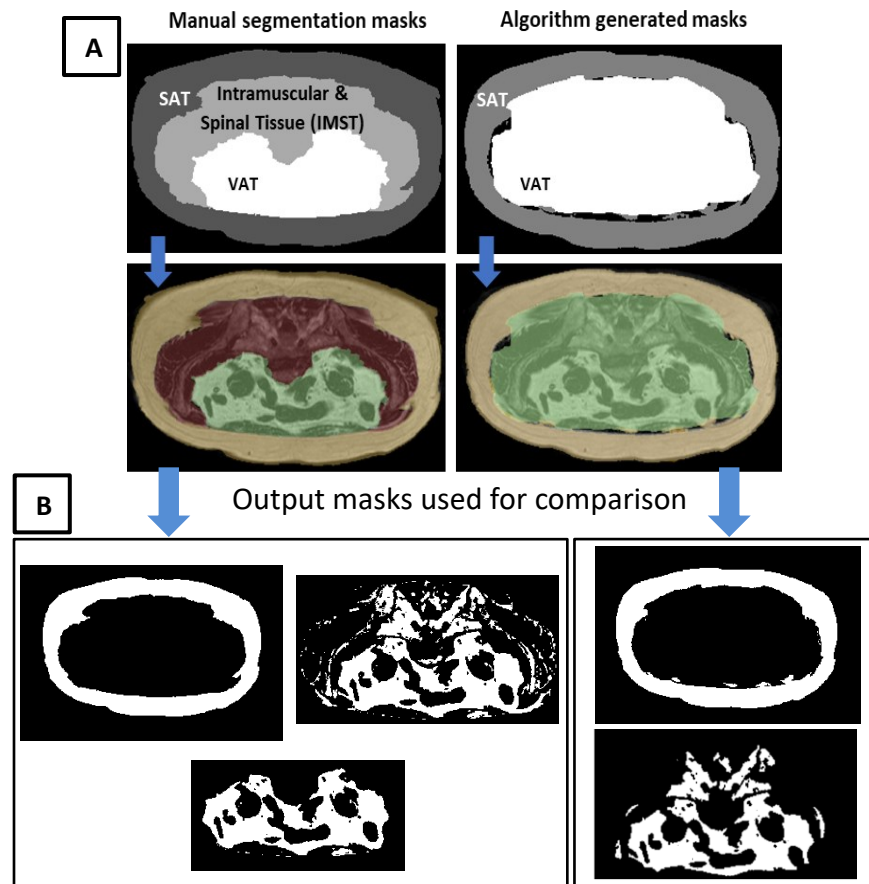 Manual segmentation masks
Algorithm generated masks
A
SAT
Intramuscular &
Spinal Tissue (IMST)
VAT
SAT
VAT
B
Output masks used for comparison